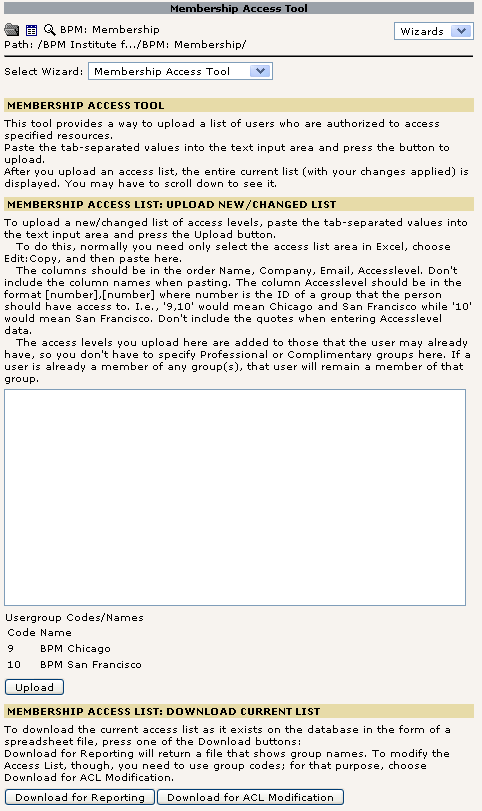 Membership Access Tool
BPM: Membership
Wizards
Path: /BPM Institute f.../BPM: Membership/
Select Wizard: Membership Access Tool
MEMBERSHIP ACCESS TOOL
This tool provides a way to upload a list of users who are authorized to access
specified resources.
Paste the tab-separated values into the text input area and press the button to
upload.
After you upload an access list, the entire current list (with your changes applied) is
displayed. You may have to scroll down to see it.
MEMBERSHIP ACCESS LIST: UPLOAD NEW/CHANGED LIST
To upload a new/changed list of access levels, paste the tab-separated values into
the text input area and press the Upload button.
To do this, normally you need only select the access list area in Excel, choose
Edit:Copy, and then paste here.
The columns should be in the order Name, Company, Email, Accesslevel. Don't
include the column names when pasting. The column Accesslevel should be in the
format [number],[number] where number is the ID of a group that the person
should have access to. I.e., '9,10' would mean Chicago and San Francisco while '10'
would mean San Francisco. Don't include the quotes when entering Accesslevel
data.
The access levels you upload here are added to those that the user may already
have, so you don't have to specify Professional or Complimentary groups here. If a
user is already a member of any group(s), that user will remain a member of that
group.
Usergroup Codes/Names
Code Name
9 BPM Chicago
10 BPM San Francisco
Upload
MEMBERSHIP ACCESS LIST: DOWNLOAD CURRENT LIST
To download the current access list as it exists on the database in the form of a
spreadsheet file, press one of the Download buttons:
Download for Reporting will return a file that shows group names. To modify the
Access List, though, you need to use group codes; for that purpose, choose
Download for ACL Modification.
Download for Reporting Download for ACL Modification